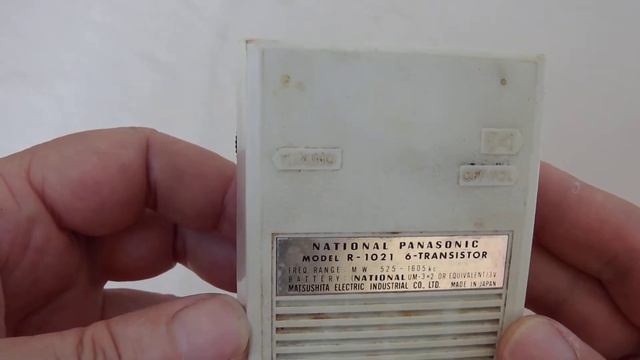 TUNING
OFF-VOL
NATIONAL PANASONIC
MODEL R-1021 6-TRANSISTOR
FREQ. RANGE: MW 525-1605kc
BATTERY: NATIONAL UM-3×2 OR EQUIVALENT/3V
MATSUSHITA ELECTRIC INDUSTRIAL CO., LTD. MADE IN JAPAN